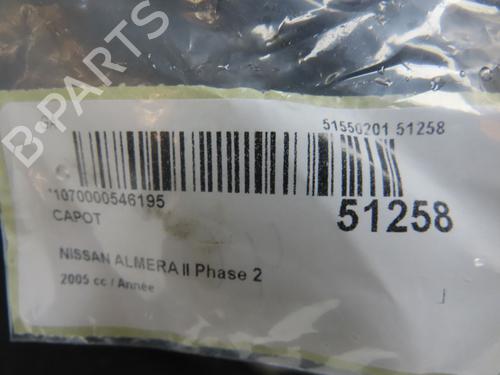 51550201 51258
*1070000546195
CAPOT
51258
NISSAN ALMERA II Phase 2
2005 cc / Année
B-PARTS